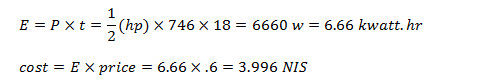 E = P × t = 1/2 (hp) × 746 × 18 = 6660 w = 6.66 kwatt.hr
cost = E × price = 6.66 × .6 = 3.996 NIS